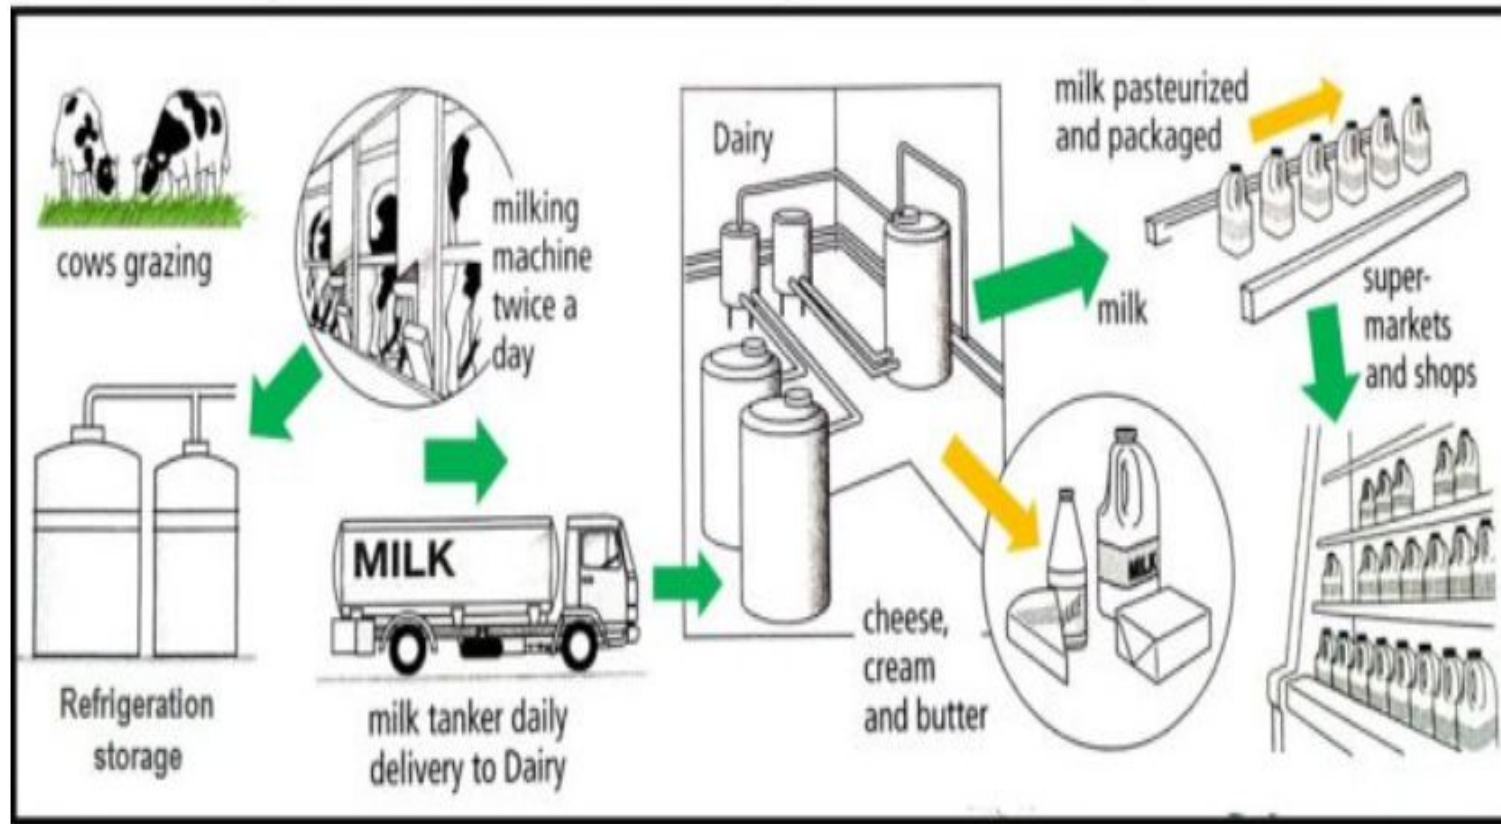 cows grazing
milking
machine
twice a
day
Refrigeration
storage
MILK
milk tanker daily
delivery to Dairy
Dairy
milk
cheese,
cream
and butter
MILK
milk pasteurized
and packaged
super-
markets
and shops